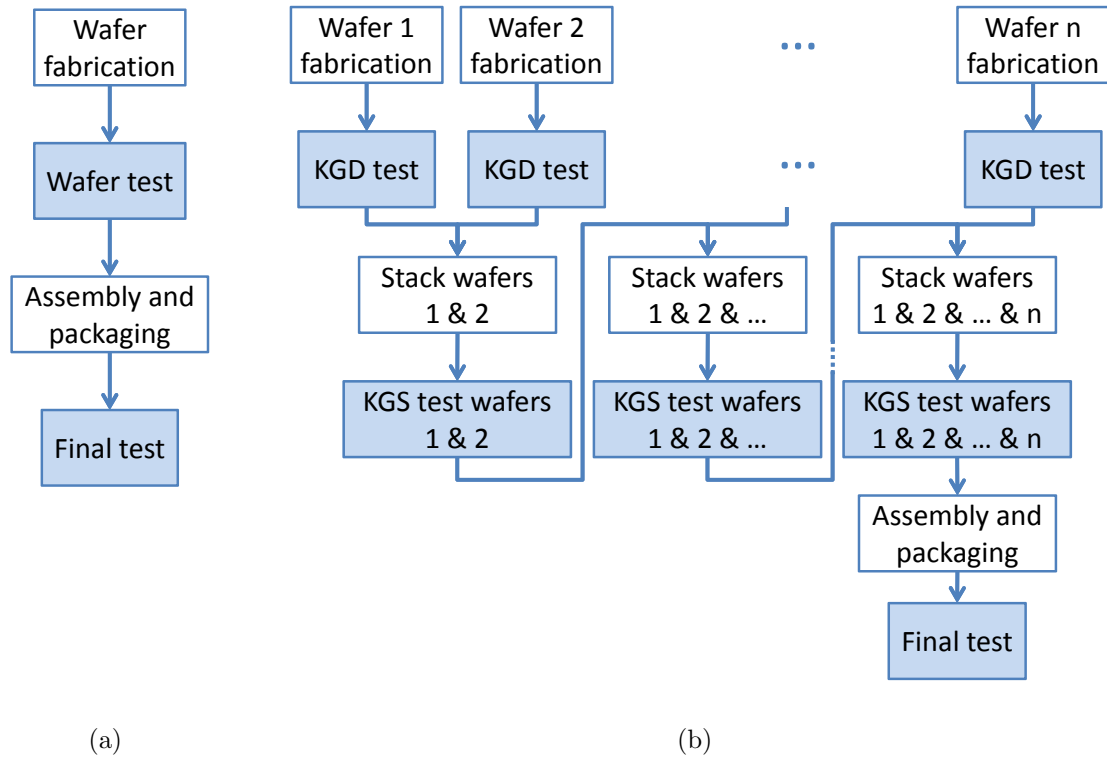 Wafer
fabrication
Wafer test
Assembly and
packaging
Final test
(a)
Wafer 1
fabrication
Wafer 2
fabrication
...
Wafer n
fabrication
KGD test
KGD test
...
KGD test
Stack wafers
1 & 2
Stack wafers
1 & 2 & ...
Stack wafers
1 & 2 & ... & n
KGS test wafers
1 & 2
KGS test wafers
1 & 2 & ...
KGS test wafers
1 & 2 & ... & n
Assembly and
packaging
Final test
(b)